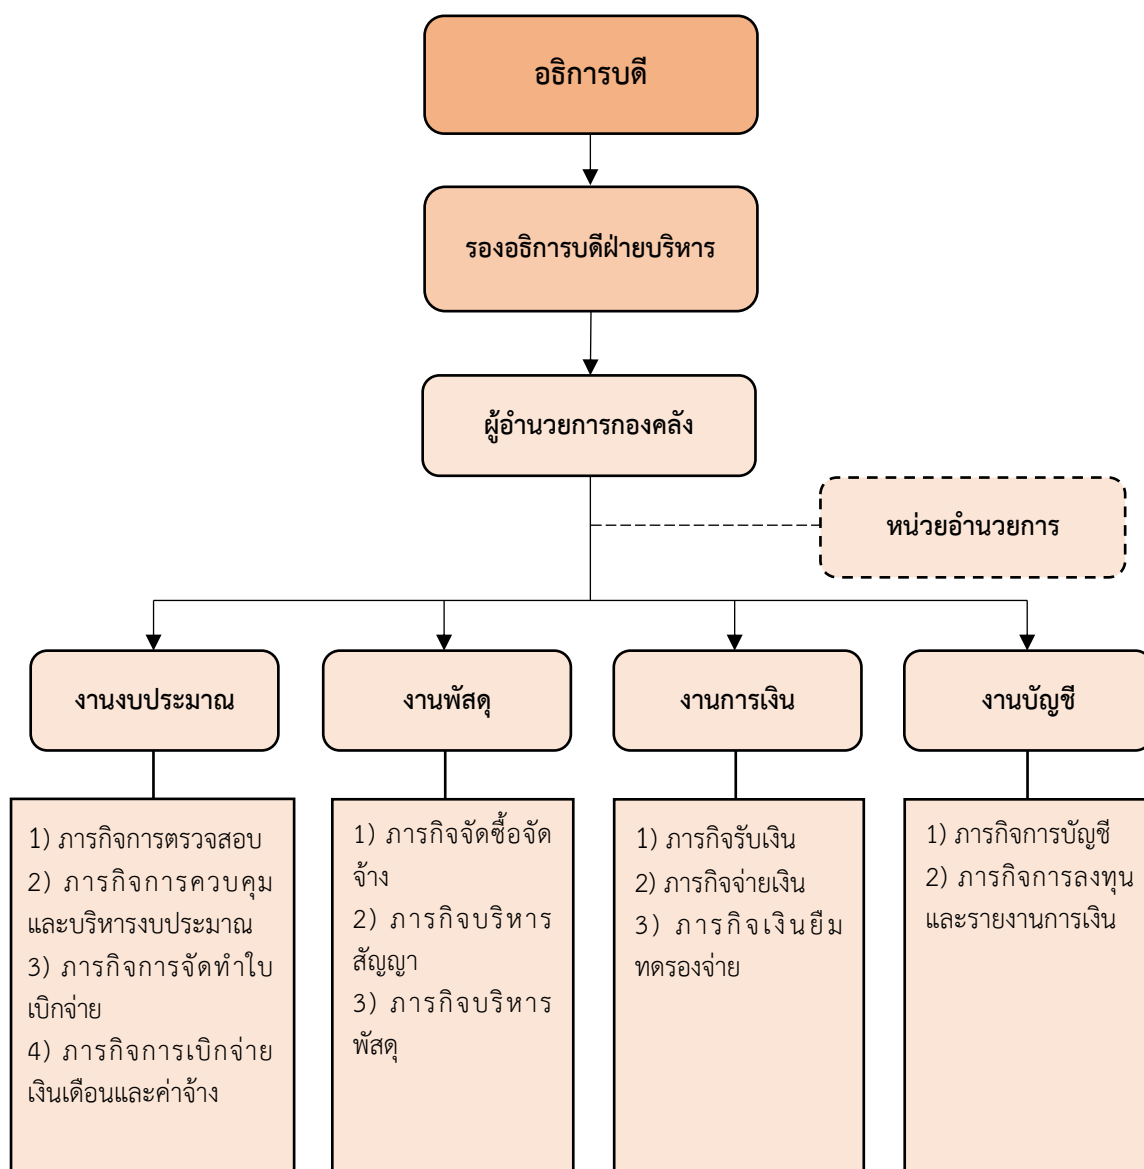 อธิการบดี
รองอธิการบดีฝ่ายบริหาร
ผู้อำนวยการกองคลัง
หน่วยอำนวยการ
งานงบประมาณ
งานพัสดุ
งานการเงิน
งานบัญชี
1) ภารกิจการตรวจสอบ
2) ภารกิจการควบคุม
และบริหารงบประมาณ
3) ภารกิจการจัดทำใบ
เบิกจ่าย
4) ภารกิจการเบิกจ่าย
เงินเดือนและค่าจ้าง
1) ภารกิจจัดซื้อจัด
จ้าง
2) ภารกิจบริหาร
สัญญา
3) ภารกิจบริหาร
พัสดุ
1) ภารกิจรับเงิน
2) ภารกิจจ่ายเงิน
3) ภารกิจเงินยืม
ทดรองจ่าย
1) ภารกิจการบัญชี
2) ภารกิจการลงทุน
และรายงานการเงิน